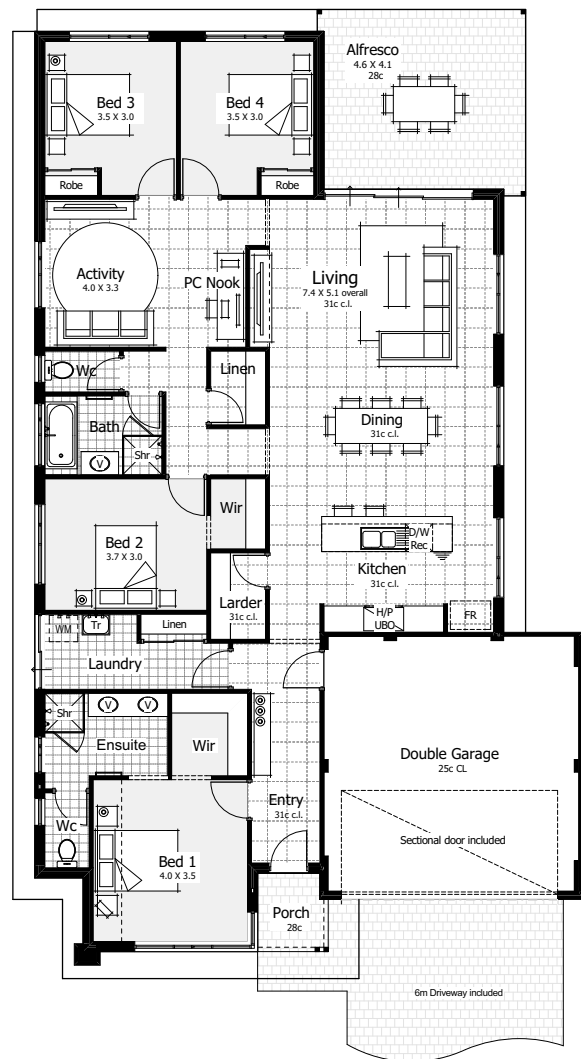 Alfresco
4.6 X 4.1
28c
Bed 3
3.5 X 3.0
Bed 4
3.5 X 3.0
Robe
Robe
Activity
4.0 X 3.3
PC Nook
Living
7.4 X 5.1 overall
31c c.l.
Wc
Linen
Bath
Shr
V
Dining
31c c.l.
Wir
Bed 2
3.7 X 3.0
D/W
Rec
Kitchen
31c c.l.
Larder
31c c.l.
H/P
UBO
FR
WM
Tr
Linen
Laundry
Shr
V
V
Ensuite
Wir
Double Garage
25c CL
Entry
31c c.l.
Sectional door included
Wc
Bed 1
4.0 X 3.5
Porch
28c
6m Driveway included